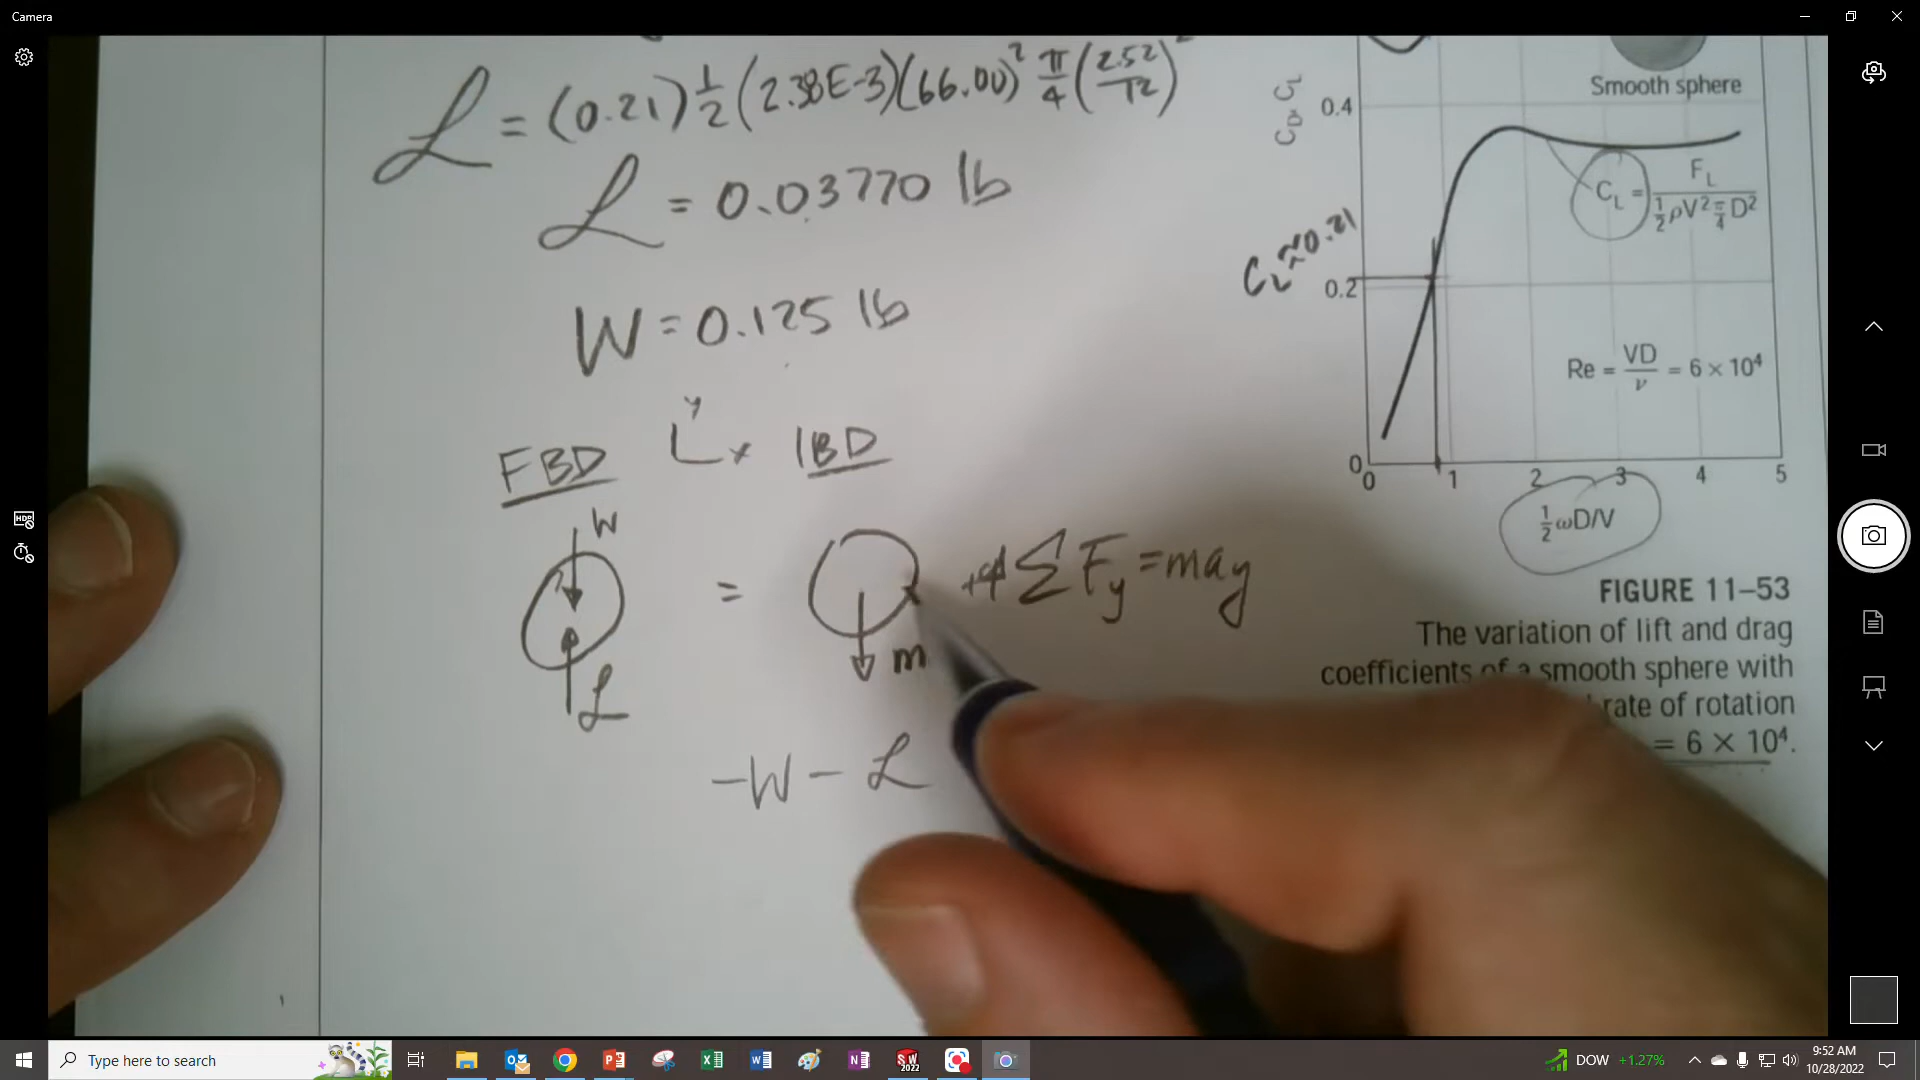 Camera
ℒ = (0.21) 1/2 (2.38E-3)(66.00)² π/4 (2.52/12)²
ℒ = 0.03770 lb
W = 0.125 lb
FBD
y
x
IBD
W
ℒ
=
m
+ ΣFy = may
-W - ℒ
Smooth sphere
CD, CL
0.4
CL = FL / 1/2 ρV² π/4 D²
CL ≈ 0.21
0.2
Re = VD/ν = 6 × 10⁴
0
0 1 2 3 4 5
1/2 ωD/V
FIGURE 11–53
The variation of lift and drag
coefficients of a smooth sphere with
rate of rotation
= 6 × 10⁴.
HDR
Type here to search
SW
2022
DOW +1.27%
9:52 AM
10/28/2022